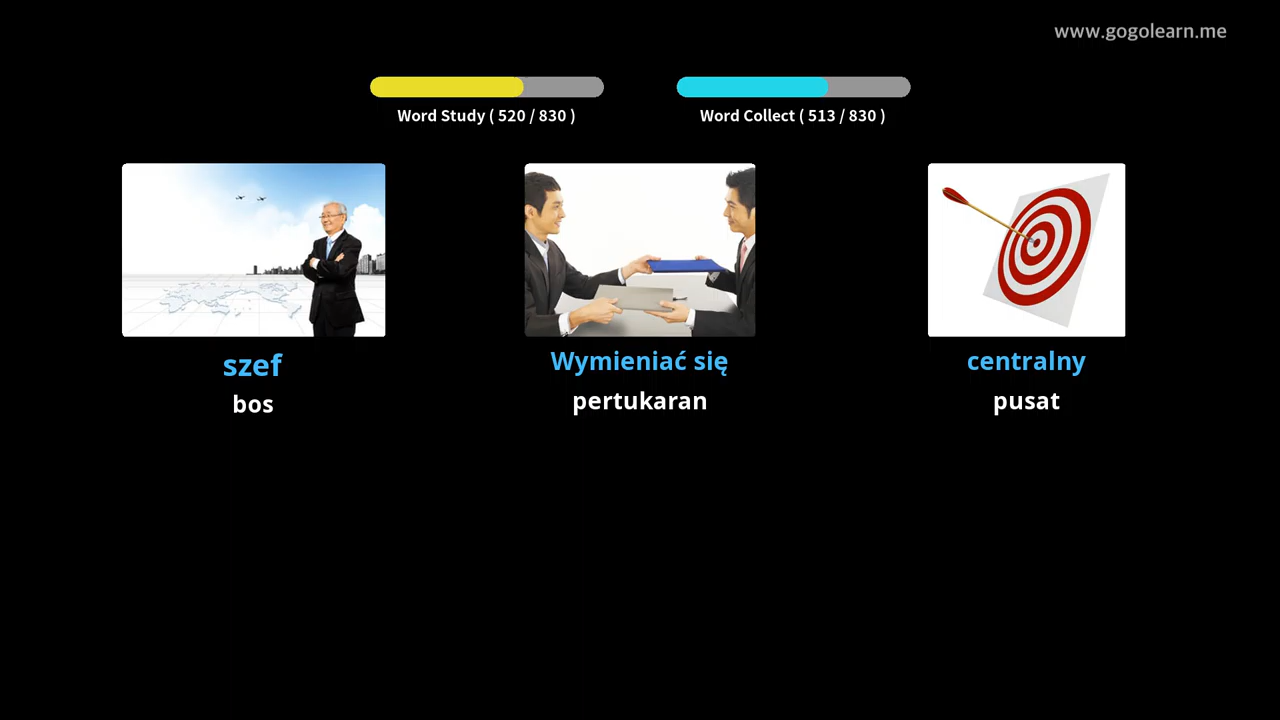 www.gogolearn.me
Word Study ( 520 / 830 )
Word Collect ( 513 / 830 )
szef
bos
Wymieniać się
pertukaran
centralny
pusat